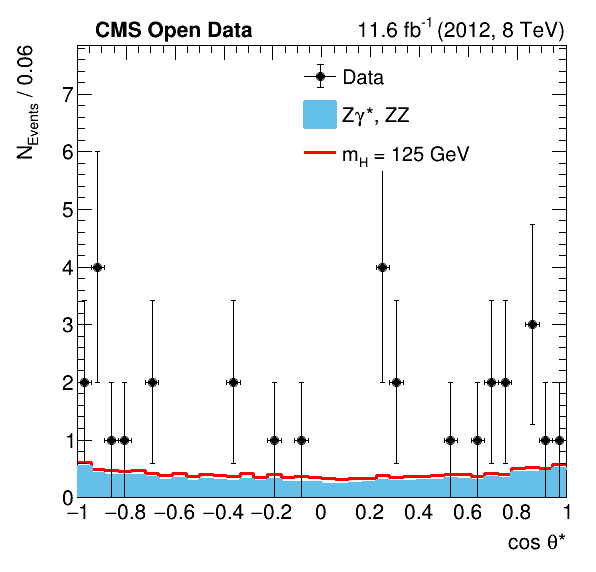 CMS Open Data 11.6 fb⁻¹ (2012, 8 TeV)
N_Events / 0.06
Data
Zγ*, ZZ
m_H = 125 GeV
7
6
5
4
3
2
1
0
−1 −0.8 −0.6 −0.4 −0.2 0 0.2 0.4 0.6 0.8 1
cos θ*